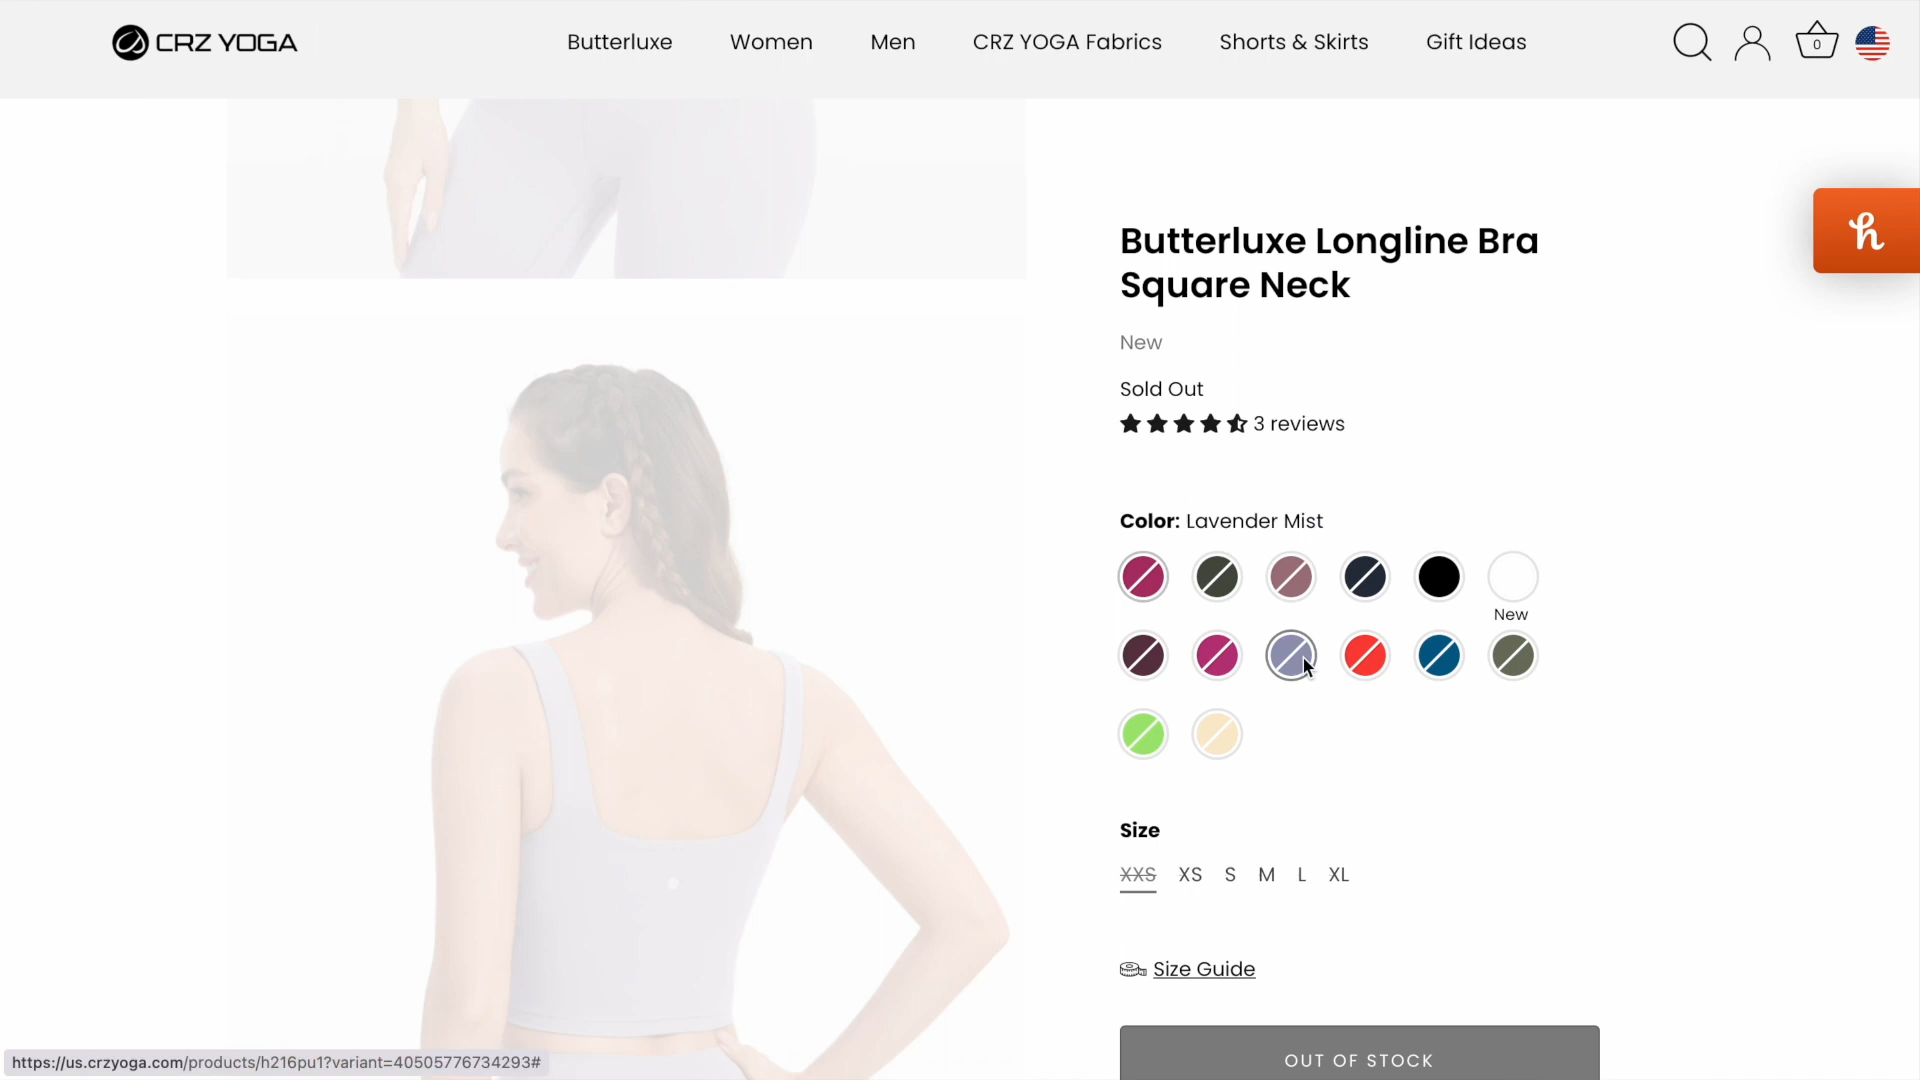 CRZ YOGA
Butterluxe Women Men CRZ YOGA Fabrics Shorts & Skirts Gift Ideas
0
h
Butterluxe Longline Bra
Square Neck
New
Sold Out
3 reviews
Color: Lavender Mist
New
Size
XXS XS S M L XL
Size Guide
OUT OF STOCK
https://us.crzyoga.com/products/h216pu1?variant=40505776734293#